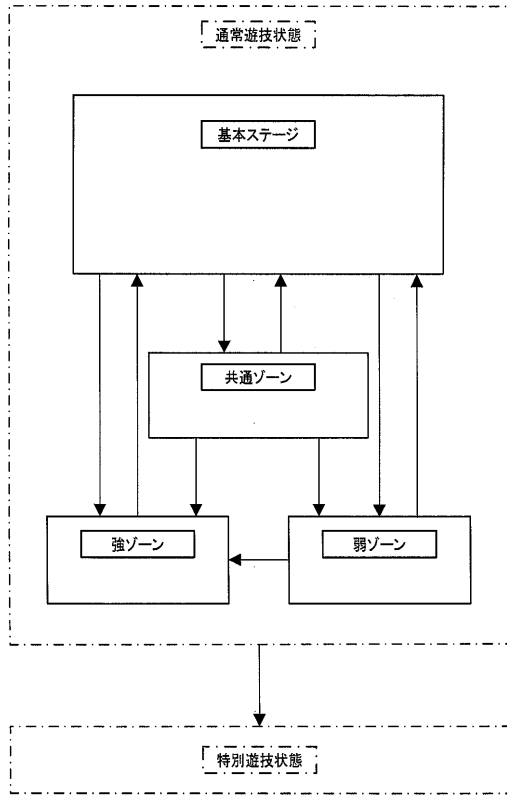 通常遊技状態
基本ステージ
共通ゾーン
強ゾーン
弱ゾーン
特別遊技状態